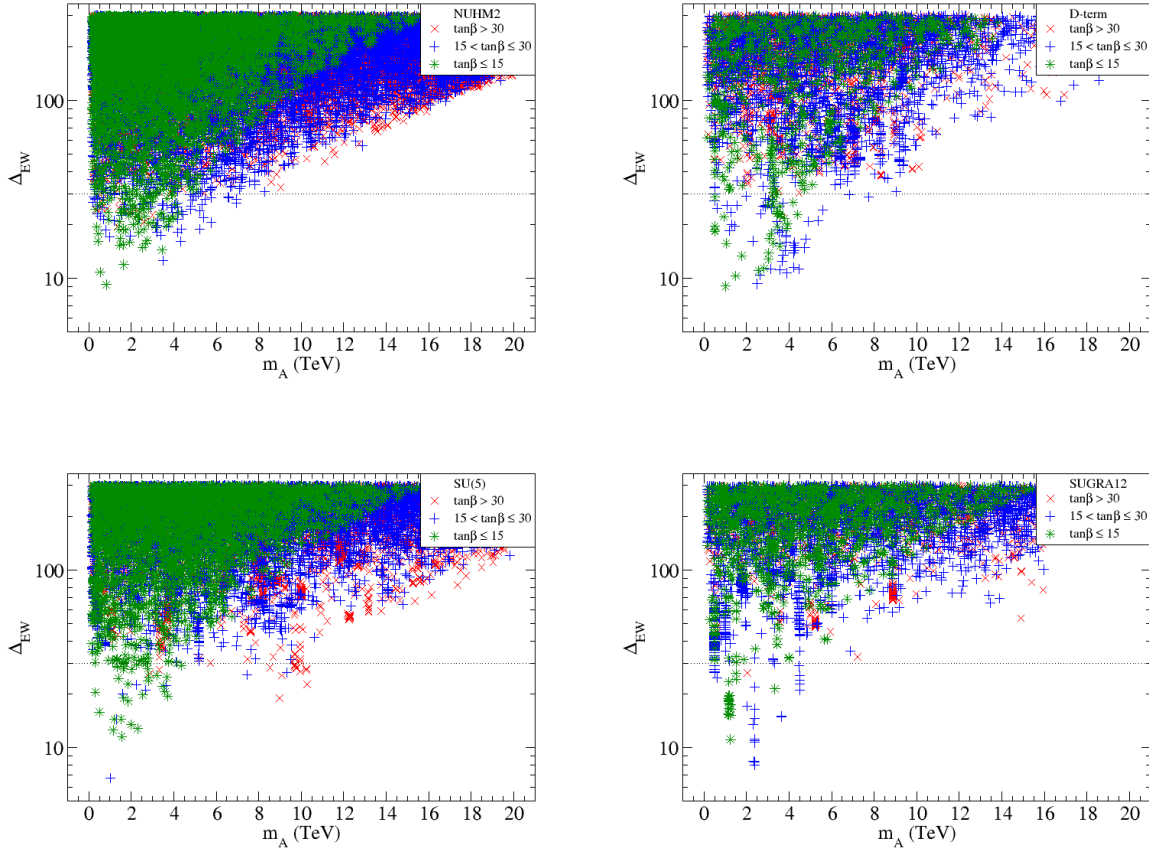 NUHM2
tanβ > 30
15 < tanβ ≤ 30
tanβ ≤ 15
100
10
Δ_EW
0 2 4 6 8 10 12 14 16 18 20
m_A (TeV)
D-term
tanβ > 30
15 < tanβ ≤ 30
tanβ ≤ 15
100
10
Δ_EW
0 2 4 6 8 10 12 14 16 18 20
m_A (TeV)
SU(5)
tanβ > 30
15 < tanβ ≤ 30
tanβ ≤ 15
100
10
Δ_EW
0 2 4 6 8 10 12 14 16 18 20
m_A (TeV)
SUGRA12
tanβ > 30
15 < tanβ ≤ 30
tanβ ≤ 15
100
10
Δ_EW
0 2 4 6 8 10 12 14 16 18 20
m_A (TeV)